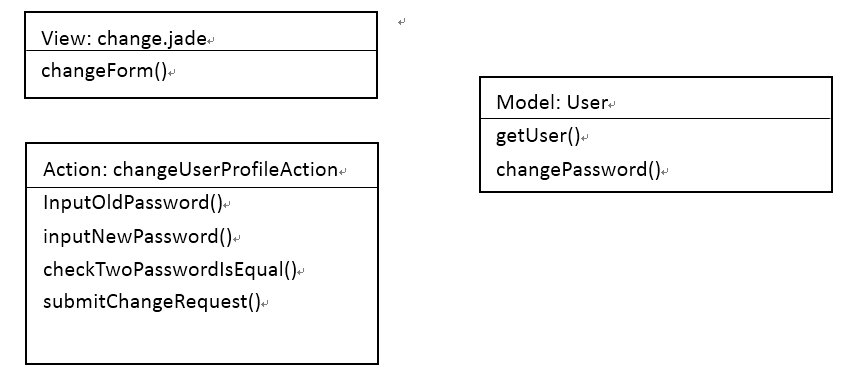 View: change.jade
changeForm()
Action: changeUserProfileAction
InputOldPassword()
inputNewPassword()
checkTwoPasswordIsEqual()
submitChangeRequest()
Model: User
getUser()
changePassword()